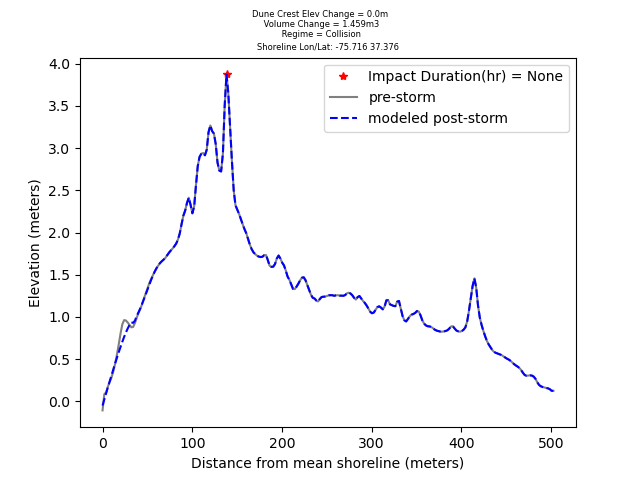 Dune Crest Elev Change = 0.0m
Volume Change = 1.459m3
Regime = Collision
Shoreline Lon/Lat: -75.716 37.376
Impact Duration(hr) = None
pre-storm
modeled post-storm
4.0
3.5
3.0
2.5
2.0
1.5
1.0
0.5
0.0
Elevation (meters)
0 100 200 300 400 500
Distance from mean shoreline (meters)